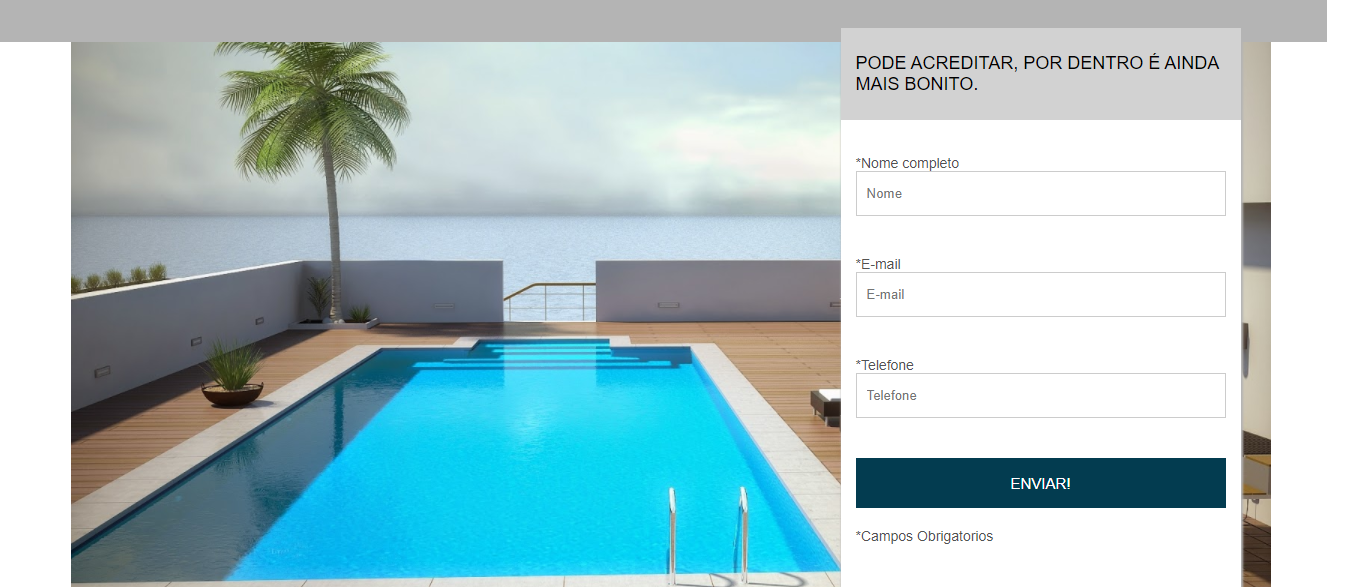 PODE ACREDITAR, POR DENTRO É AINDA
MAIS BONITO.
*Nome completo
Nome
*E-mail
E-mail
*Telefone
Telefone
ENVIAR!
*Campos Obrigatorios